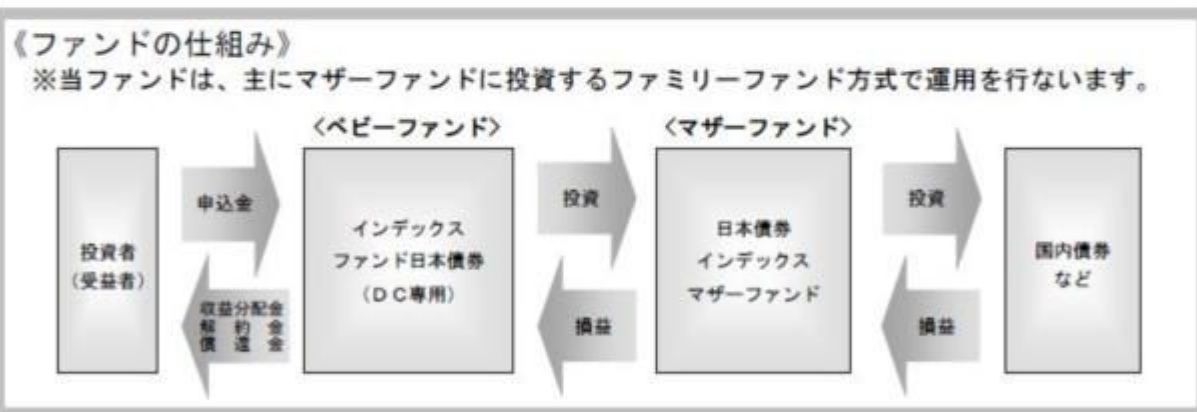 《ファンドの仕組み》
※当ファンドは、主にマザーファンドに投資するファミリーファンド方式で運用を行ないます。
〈ベビーファンド〉
〈マザーファンド〉
投資者
(受益者)
申込金
収益分配金
解約金
償還金
インデックス
ファンド日本債券
(DC専用)
投資
損益
日本債券
インデックス
マザーファンド
投資
損益
国内債券
など